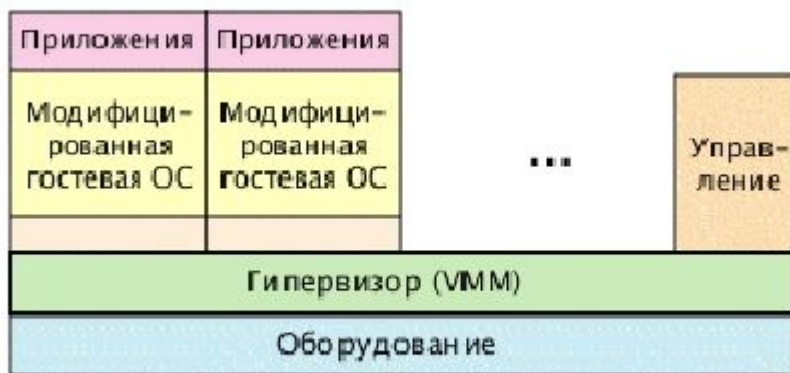 Приложения
Приложения
Модифици-
рованная
гостевая ОС
Модифици-
рованная
гостевая ОС
...
Управ-
ление
Гипервизор (VMM)
Оборудование